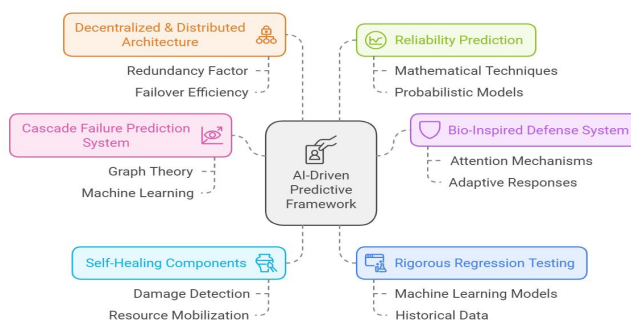 Decentralized & Distributed
Architecture
Redundancy Factor
Failover Efficiency
Reliability Prediction
Mathematical Techniques
Probabilistic Models
Cascade Failure Prediction
System
Graph Theory
Machine Learning
AI-Driven
Predictive
Framework
Bio-Inspired Defense System
Attention Mechanisms
Adaptive Responses
Self-Healing Components
Damage Detection
Resource Mobilization
Rigorous Regression Testing
Machine Learning Models
Historical Data